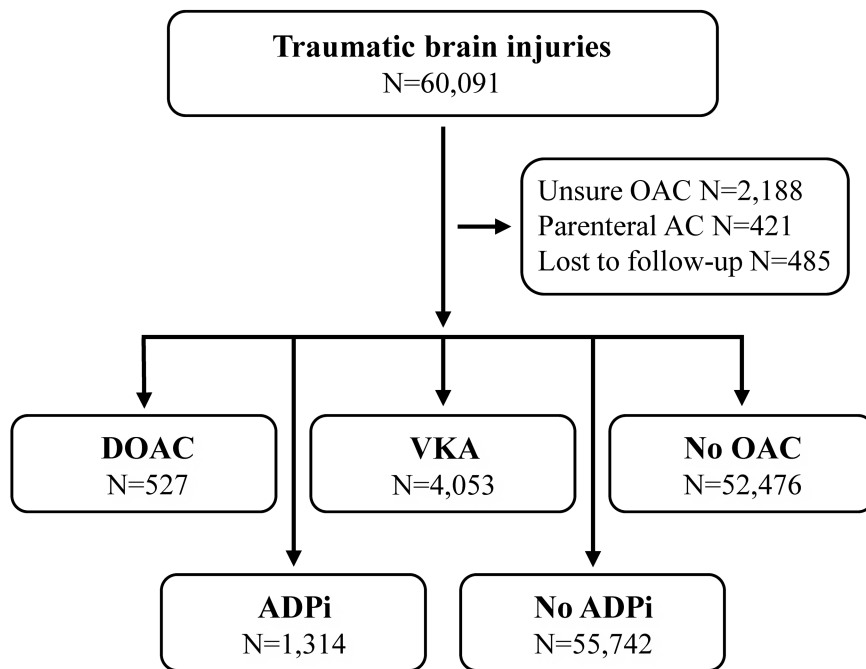 Traumatic brain injuries
N=60,091
Unsure OAC N=2,188
Parenteral AC N=421
Lost to follow-up N=485
DOAC
N=527
VKA
N=4,053
No OAC
N=52,476
ADPi
N=1,314
No ADPi
N=55,742